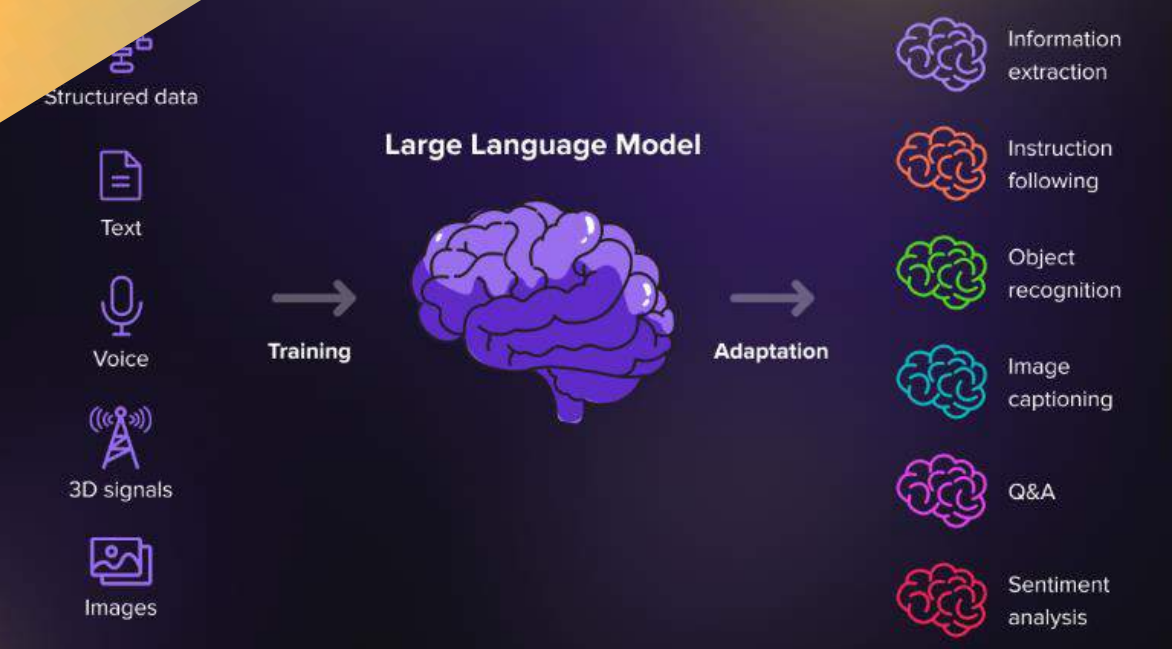 Structured data
Text
Voice
3D signals
Images
Training
Large Language Model
Adaptation
Information
extraction
Instruction
following
Object
recognition
Image
captioning
Q&A
Sentiment
analysis